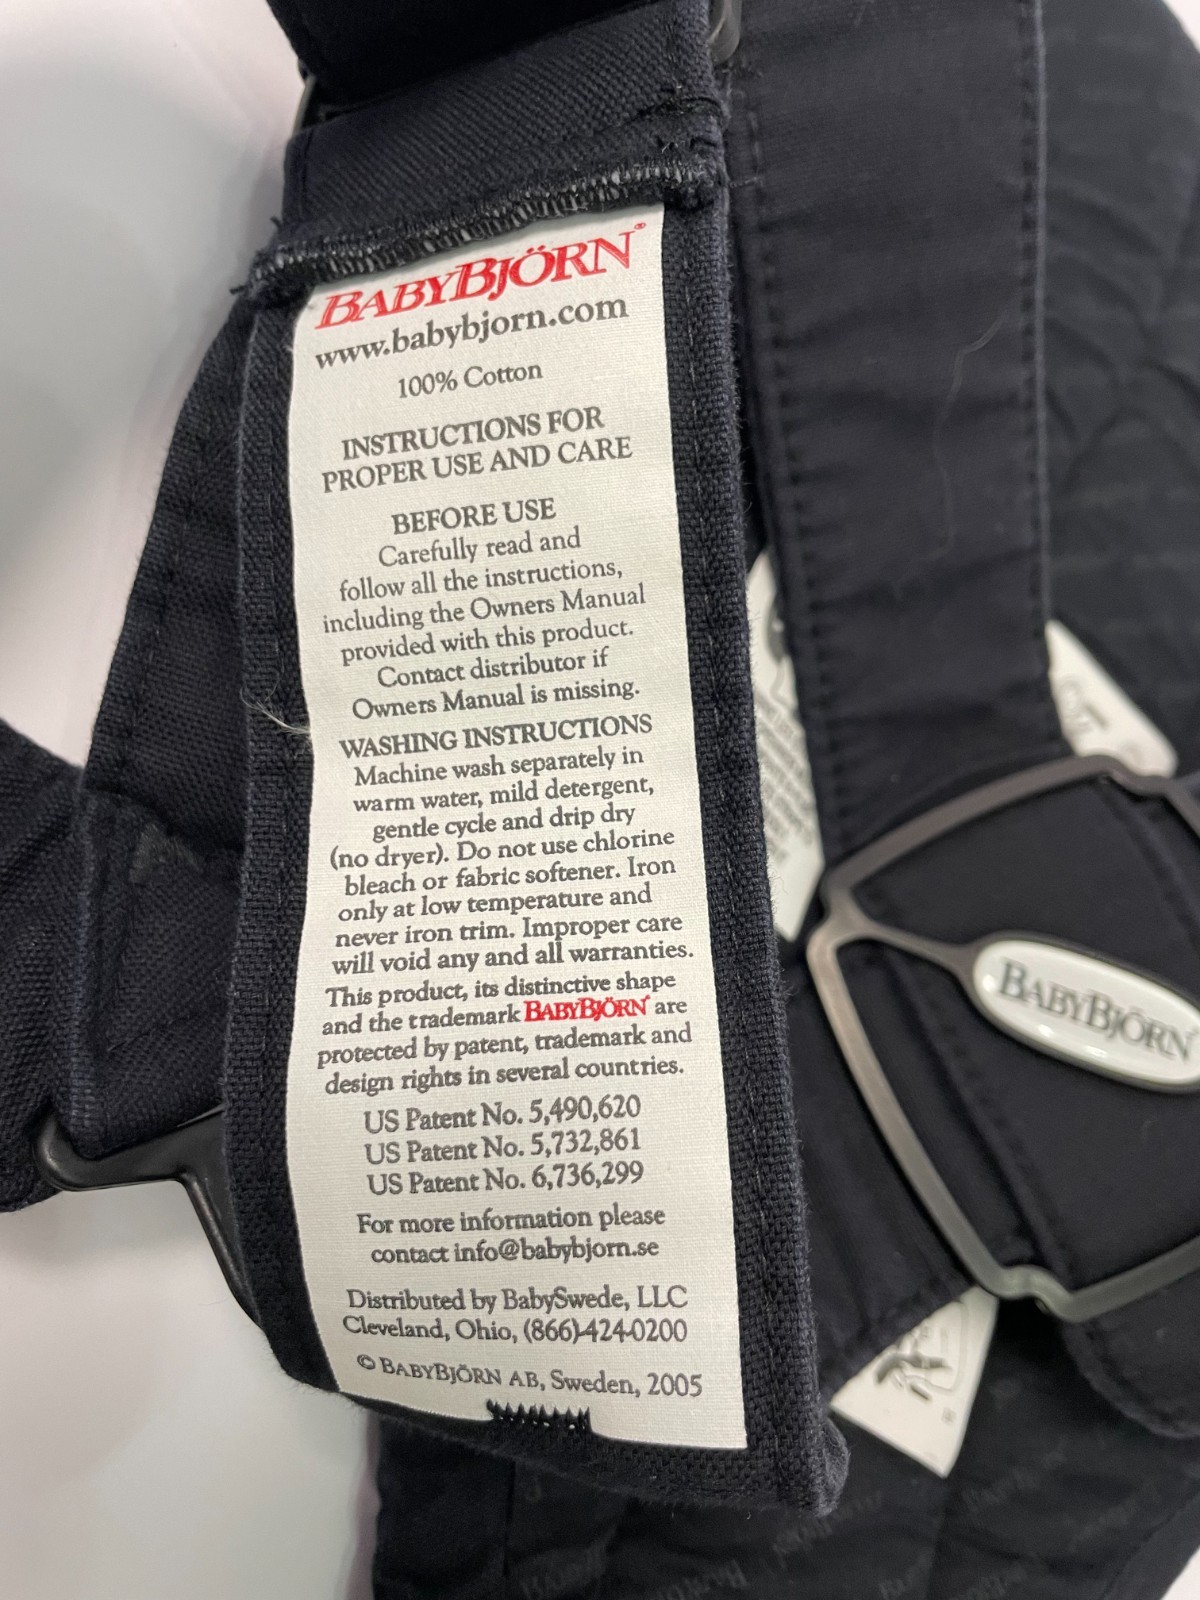 BABYBJÖRN®
www.babybjorn.com
100% Cotton
INSTRUCTIONS FOR
PROPER USE AND CARE
BEFORE USE
Carefully read and
follow all the instructions,
including the Owners Manual
provided with this product.
Contact distributor if
Owners Manual is missing.
WASHING INSTRUCTIONS
Machine wash separately in
warm water, mild detergent,
gentle cycle and drip dry
(no dryer). Do not use chlorine
bleach or fabric softener. Iron
only at low temperature and
never iron trim. Improper care
will void any and all warranties.
This product, its distinctive shape
and the trademark BABYBJÖRN® are
protected by patent, trademark and
design rights in several countries.
US Patent No. 5,490,620
US Patent No. 5,732,861
US Patent No. 6,736,299
For more information please
contact info@babybjorn.se
Distributed by BabySwede, LLC
Cleveland, Ohio, (866)-424-0200
© BABYBJÖRN AB, Sweden, 2005
BABYBJÖRN